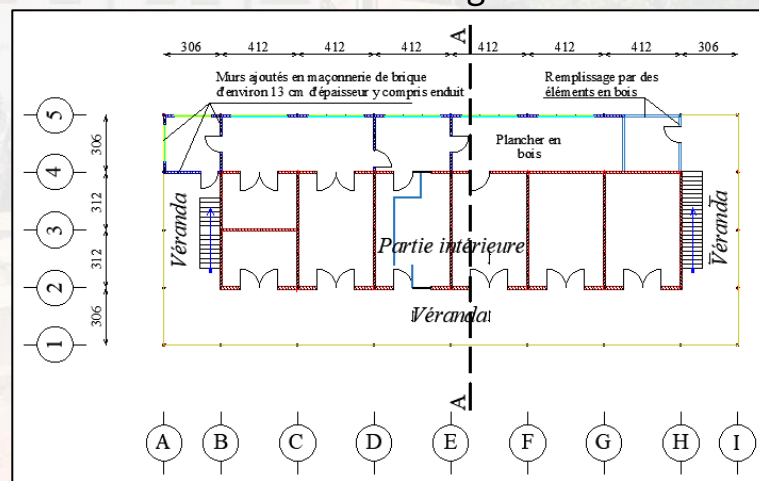 A
306 412 412 412 412 412 412 306
Murs ajoutés en maçonnerie de brique
d'environ 13 cm d'épaisseur y compris enduit
Remplissage par des
éléments en bois
5
306
Plancher en
bois
4
312
Véranda
Véranda
3
Partie intérieure
312
2
Véranda
306
1
A
A B C D E F G H I